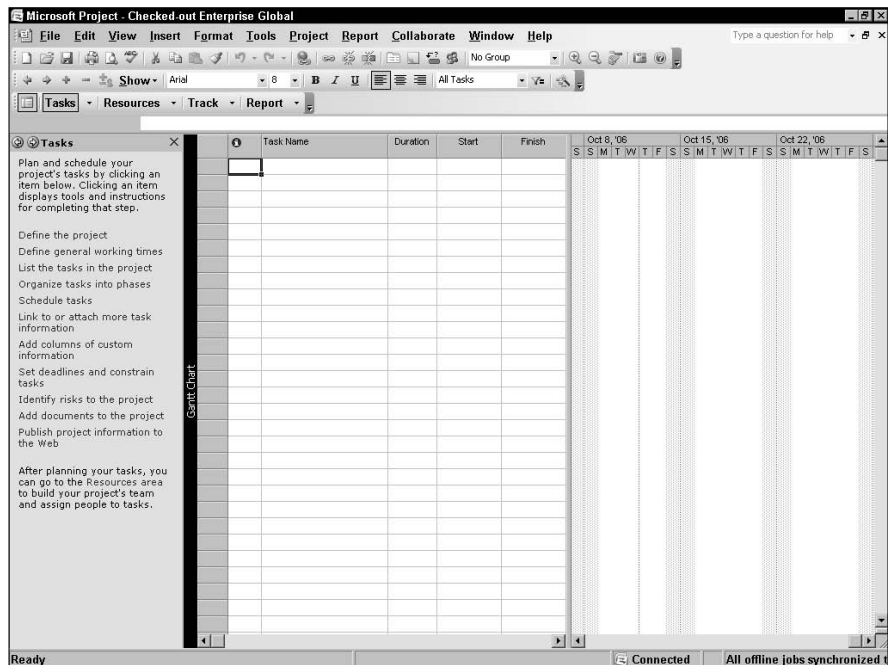 Microsoft Project - Checked-out Enterprise Global
File Edit View Insert Format Tools Project Report Collaborate Window Help
Type a question for help
No Group
Show Arial 8 B I U All Tasks
Tasks Resources Track Report
Tasks
Plan and schedule your
project's tasks by clicking an
item below. Clicking an item
displays tools and instructions
for completing that step.
Define the project
Define general working times
List the tasks in the project
Organize tasks into phases
Schedule tasks
Link to or attach more task
information
Add columns of custom
information
Set deadlines and constrain
tasks
Identify risks to the project
Add documents to the project
Publish project information to
the Web
After planning your tasks, you
can go to the Resources area
to build your project's team
and assign people to tasks.
Gantt Chart
Task Name Duration Start Finish
Oct 8, '06 Oct 15, '06 Oct 22, '06
S S M T W T F S S M T W T F S S M T W T F S
Ready
Connected
All offline jobs synchronized t